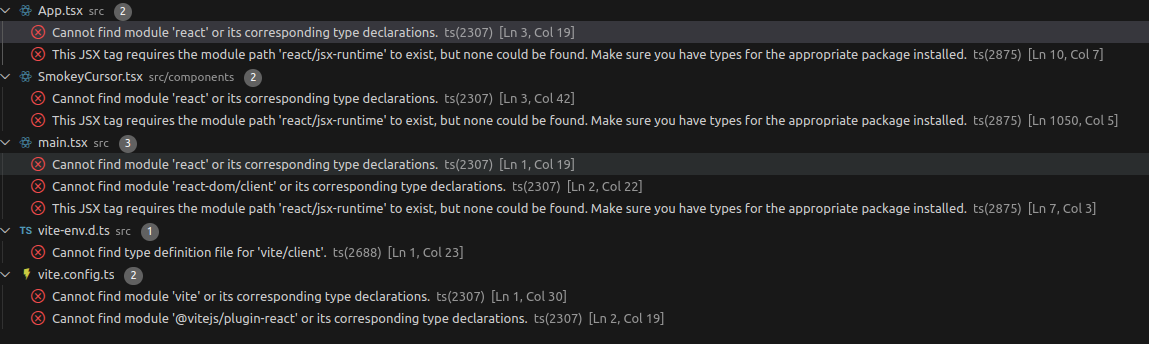 App.tsx src 2
Cannot find module 'react' or its corresponding type declarations. ts(2307) [Ln 3, Col 19]
This JSX tag requires the module path 'react/jsx-runtime' to exist, but none could be found. Make sure you have types for the appropriate package installed. ts(2875) [Ln 10, Col 7]
SmokeyCursor.tsx src/components 2
Cannot find module 'react' or its corresponding type declarations. ts(2307) [Ln 3, Col 42]
This JSX tag requires the module path 'react/jsx-runtime' to exist, but none could be found. Make sure you have types for the appropriate package installed. ts(2875) [Ln 1050, Col 5]
main.tsx src 3
Cannot find module 'react' or its corresponding type declarations. ts(2307) [Ln 1, Col 19]
Cannot find module 'react-dom/client' or its corresponding type declarations. ts(2307) [Ln 2, Col 22]
This JSX tag requires the module path 'react/jsx-runtime' to exist, but none could be found. Make sure you have types for the appropriate package installed. ts(2875) [Ln 7, Col 3]
TS vite-env.d.ts src 1
Cannot find type definition file for 'vite/client'. ts(2688) [Ln 1, Col 23]
vite.config.ts 2
Cannot find module 'vite' or its corresponding type declarations. ts(2307) [Ln 1, Col 30]
Cannot find module '@vitejs/plugin-react' or its corresponding type declarations. ts(2307) [Ln 2, Col 19]